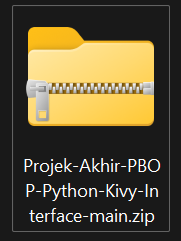 Projek-Akhir-PBO
P-Python-Kivy-In
terface-main.zip